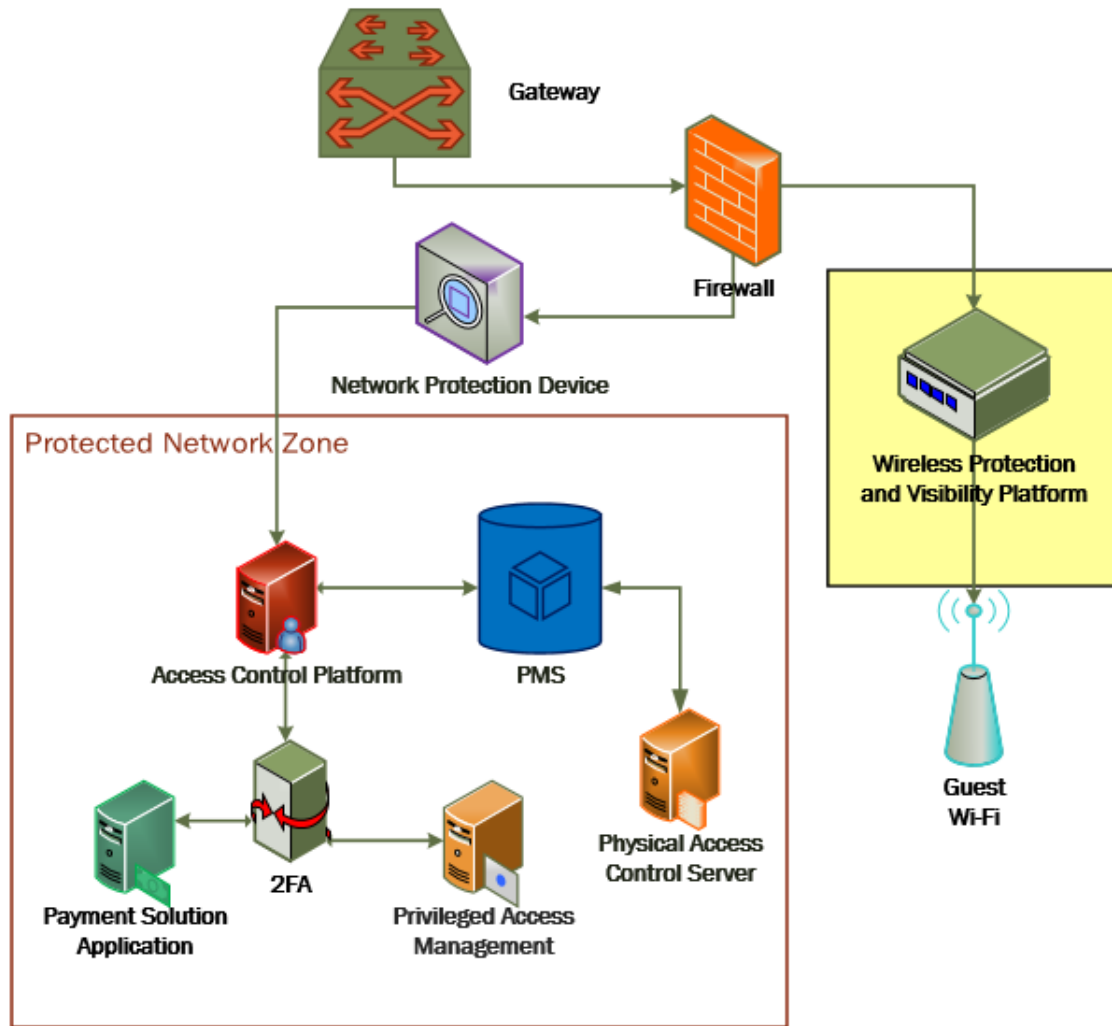 Gateway
Firewall
Network Protection Device
Wireless Protection
and Visibility Platform
Protected Network Zone
Access Control Platform
PMS
Guest
Wi-Fi
Physical Access
Control Server
2FA
Payment Solution
Application
Privileged Access
Management